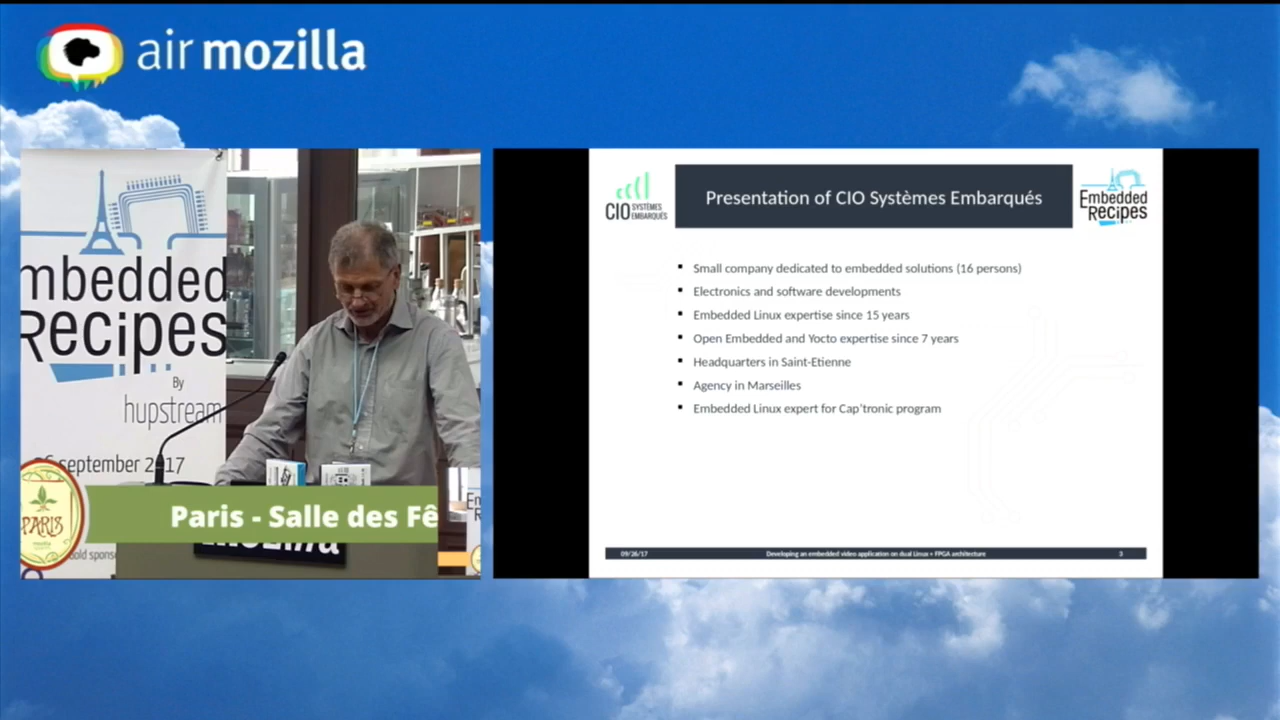 air mozilla
mbedded
Recipes
By
hupstream
september 2017
PARIS
mozilla
Paris - Salle des Fê
old spons
CIO SYSTÈMES
EMBARQUÉS
Presentation of CIO Systèmes Embarqués
Embedded
Recipes
Small company dedicated to embedded solutions (16 persons)
Electronics and software developments
Embedded Linux expertise since 15 years
Open Embedded and Yocto expertise since 7 years
Headquarters in Saint-Etienne
Agency in Marseilles
Embedded Linux expert for Cap'tronic program
09/26/17
Developing an embedded video application on dual Linux + FPGA architecture
3